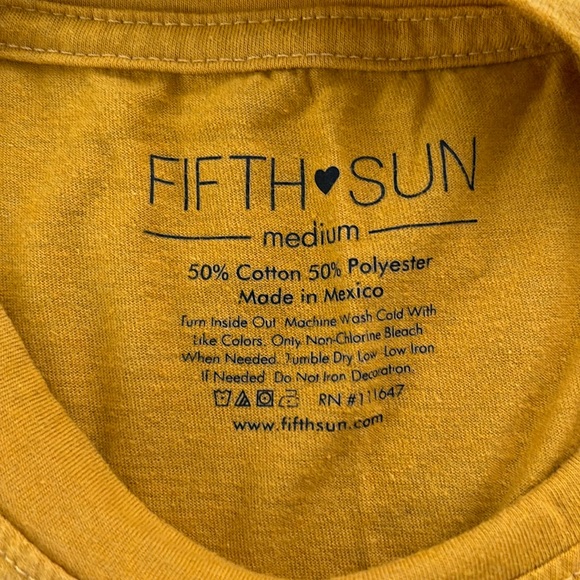 FIFTH♥SUN
medium
50% Cotton 50% Polyester
Made in Mexico
Turn Inside Out Machine Wash Cold With
Like Colors. Only Non-Chlorine Bleach
When Needed. Tumble Dry Low Low Iron
If Needed Do Not Iron Decoration.
RN #111647
www.fifthsun.com